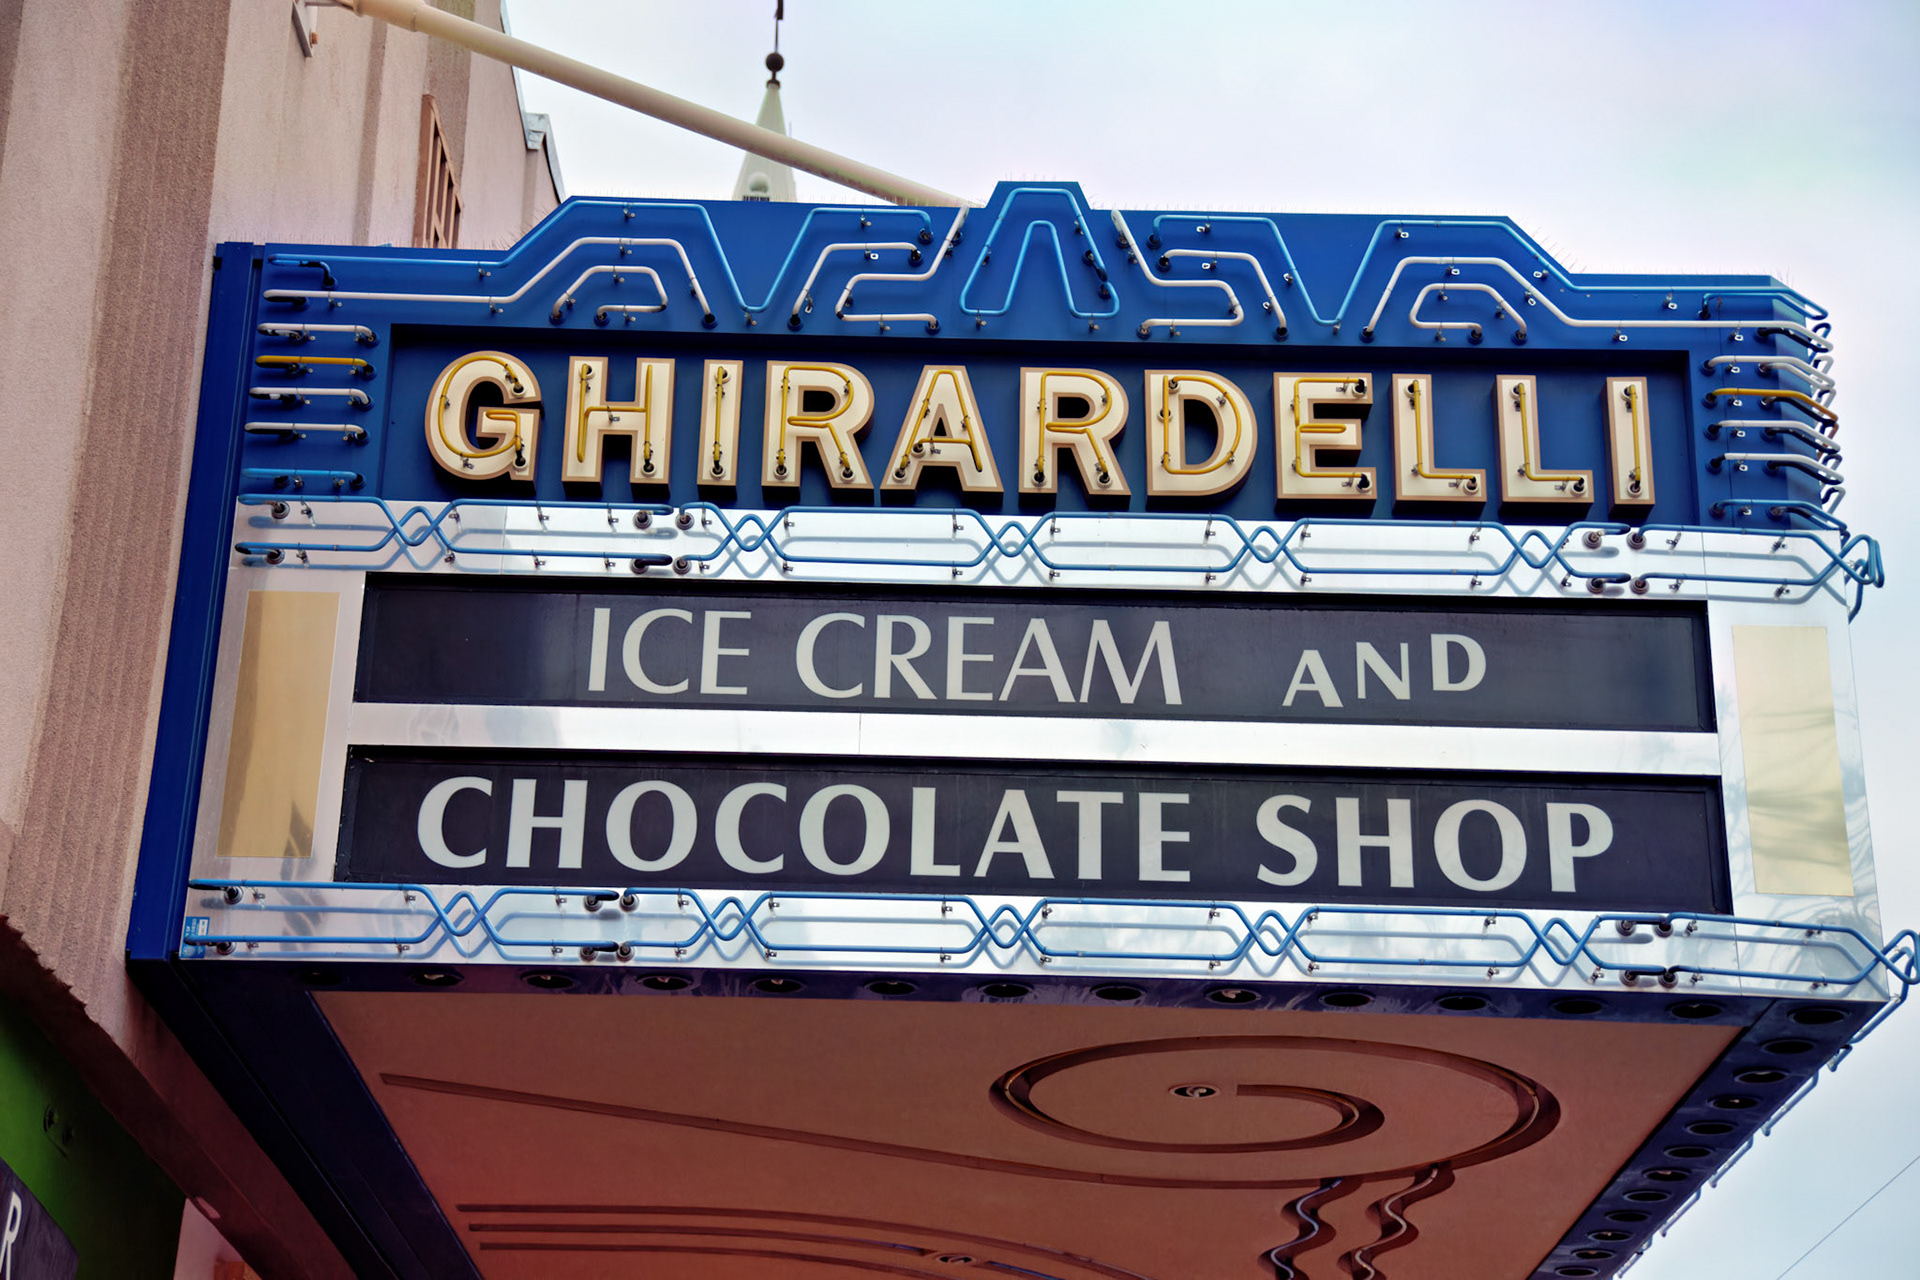 GHIRARDELLI
ICE CREAM AND
CHOCOLATE SHOP
R